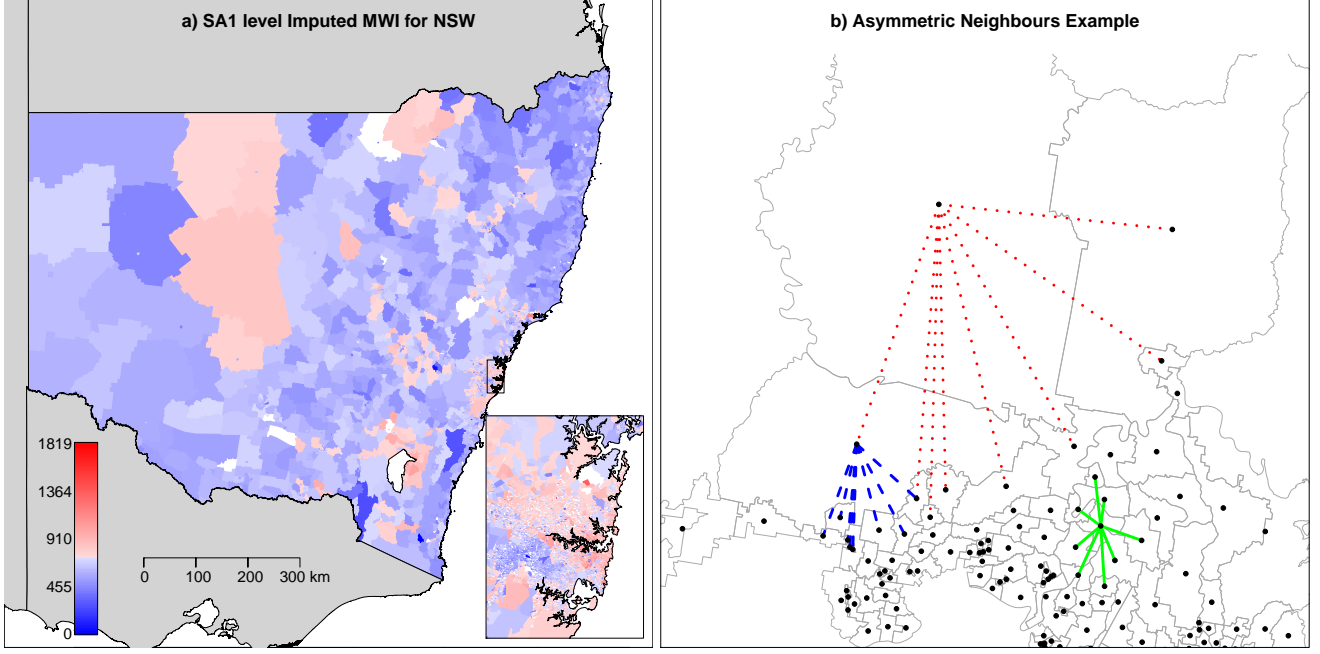 a) SA1 level Imputed MWI for NSW
b) Asymmetric Neighbours Example
1819
1364
910
455
0
0 100 200 300 km